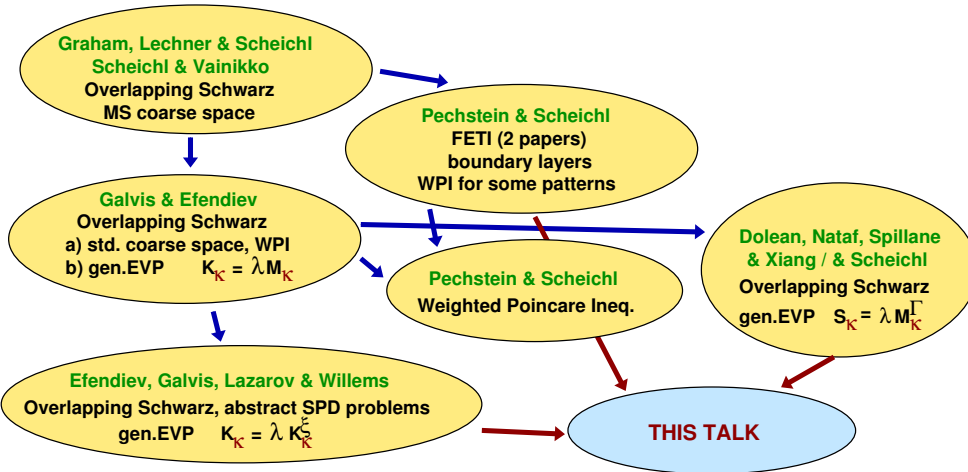 Graham, Lechner & Scheichl
Scheichl & Vainikko
Overlapping Schwarz
MS coarse space
Pechstein & Scheichl
FETI (2 papers)
boundary layers
WPI for some patterns
Galvis & Efendiev
Overlapping Schwarz
a) std. coarse space, WPI
b) gen.EVP K_κ = λ M_κ
Pechstein & Scheichl
Weighted Poincare Ineq.
Dolean, Nataf, Spillane
& Xiang / & Scheichl
Overlapping Schwarz
gen.EVP S_κ = λ M_κ^Γ
Efendiev, Galvis, Lazarov & Willems
Overlapping Schwarz, abstract SPD problems
gen.EVP K_κ = λ K_κ^ξ
THIS TALK